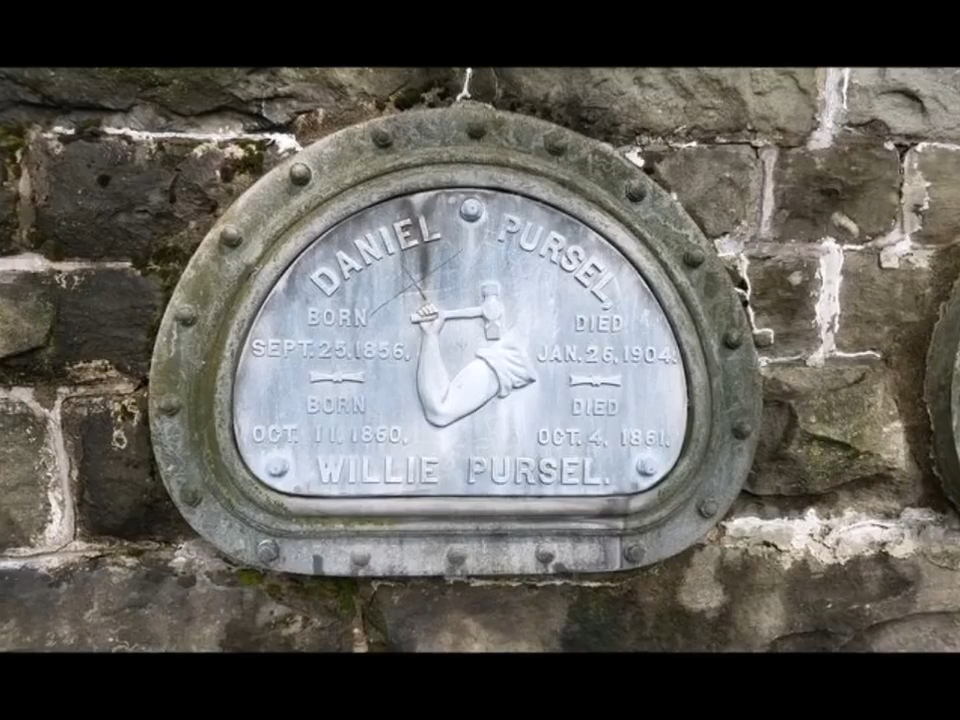 DANIEL PURSEL,
BORN
SEPT. 25, 1856,
DIED
JAN. 26, 1904.
BORN
OCT. 11, 1860,
DIED
OCT. 4, 1861.
WILLIE PURSEL.